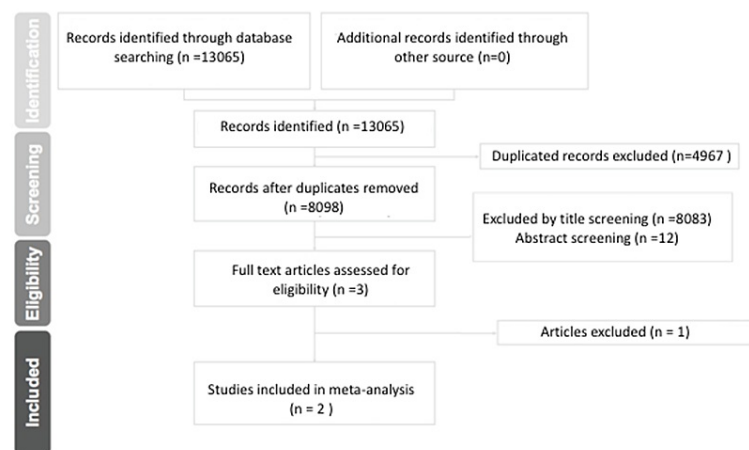 Identification
Records identified through database
searching (n =13065)
Additional records identified through
other source (n=0)
Records identified (n =13065)
Screening
Duplicated records excluded (n=4967 )
Records after duplicates removed
(n =8098)
Excluded by title screening (n =8083)
Abstract screening (n =12)
Eligibility
Full text articles assessed for
eligibility (n =3)
Articles excluded (n = 1)
Included
Studies included in meta-analysis
(n = 2 )